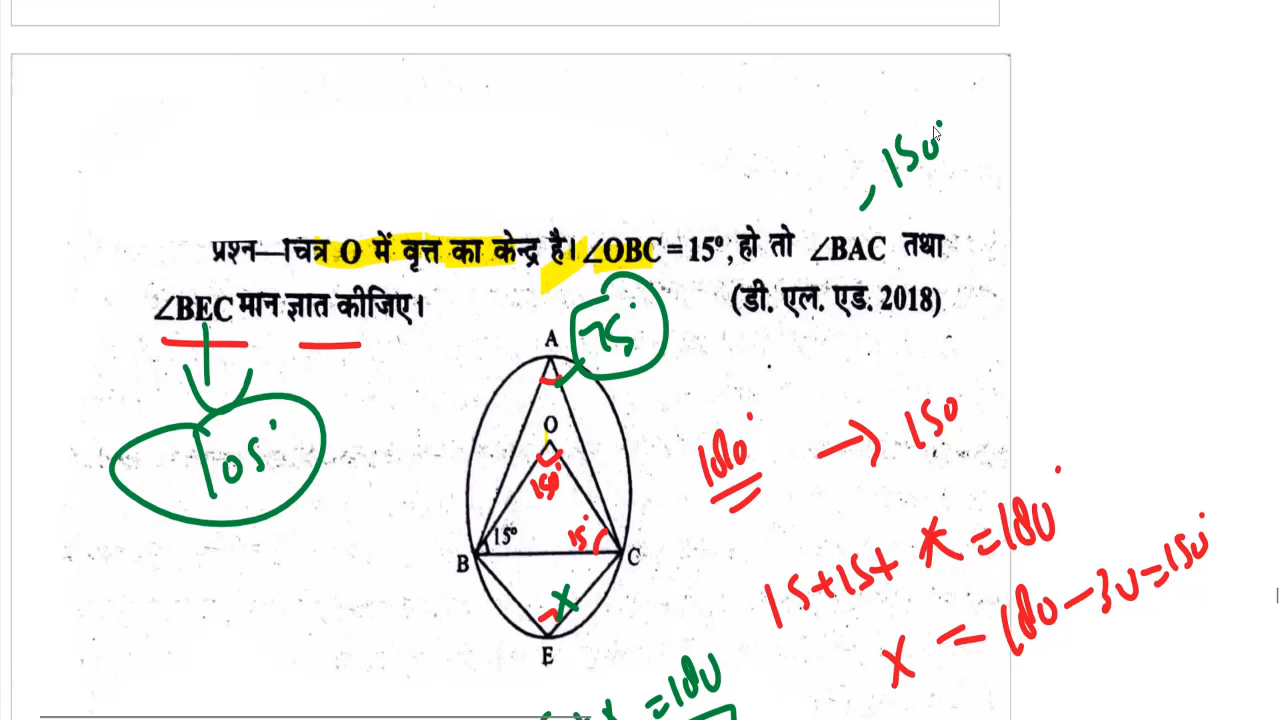 , 150°
प्रश्न—चित्र O में वृत्त का केन्द्र है। ∠OBC = 15°, हो तो ∠BAC तथा
∠BEC मान ज्ञात कीजिए।
(डी. एल. एड. 2018)
75°
A
O
105°
180° → 150
150°
15° 15°
B C
15+15+ x =180°
x = 180-30=150°
x
E
x =180